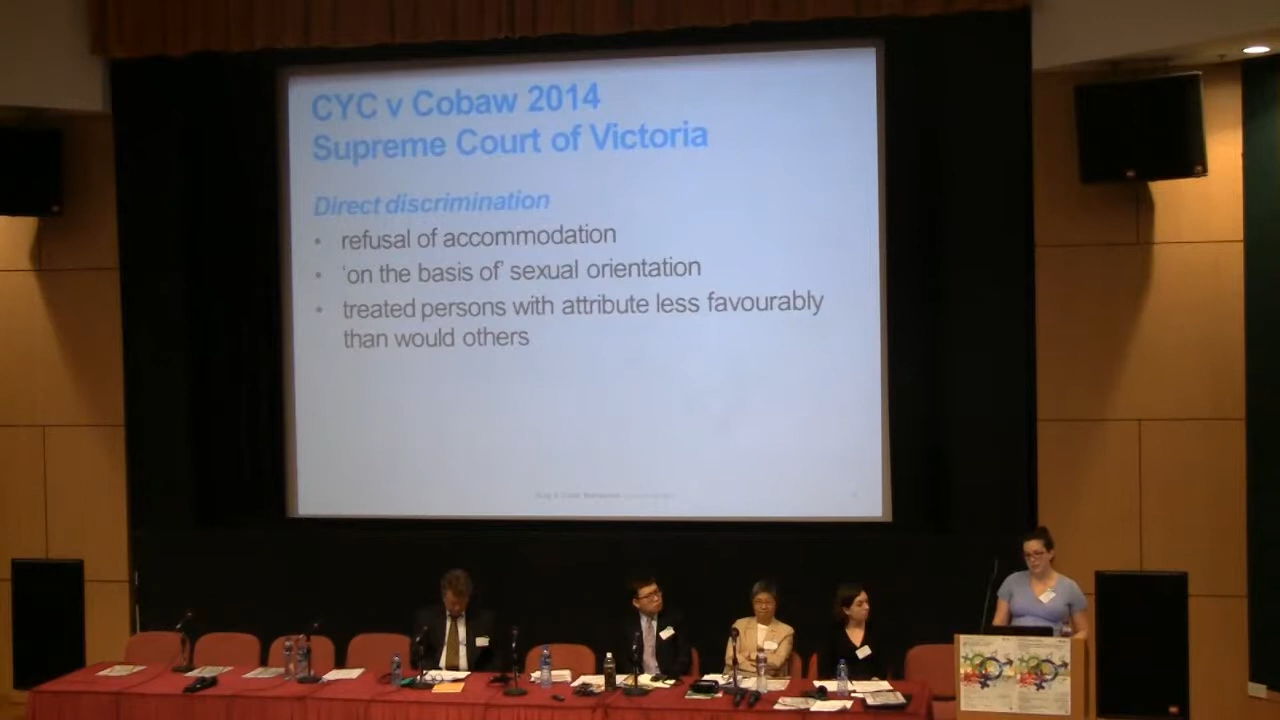 CYC v Cobaw 2014
Supreme Court of Victoria
Direct discrimination
• refusal of accommodation
• ‘on the basis of’ sexual orientation
• treated persons with attribute less favourably
than would others